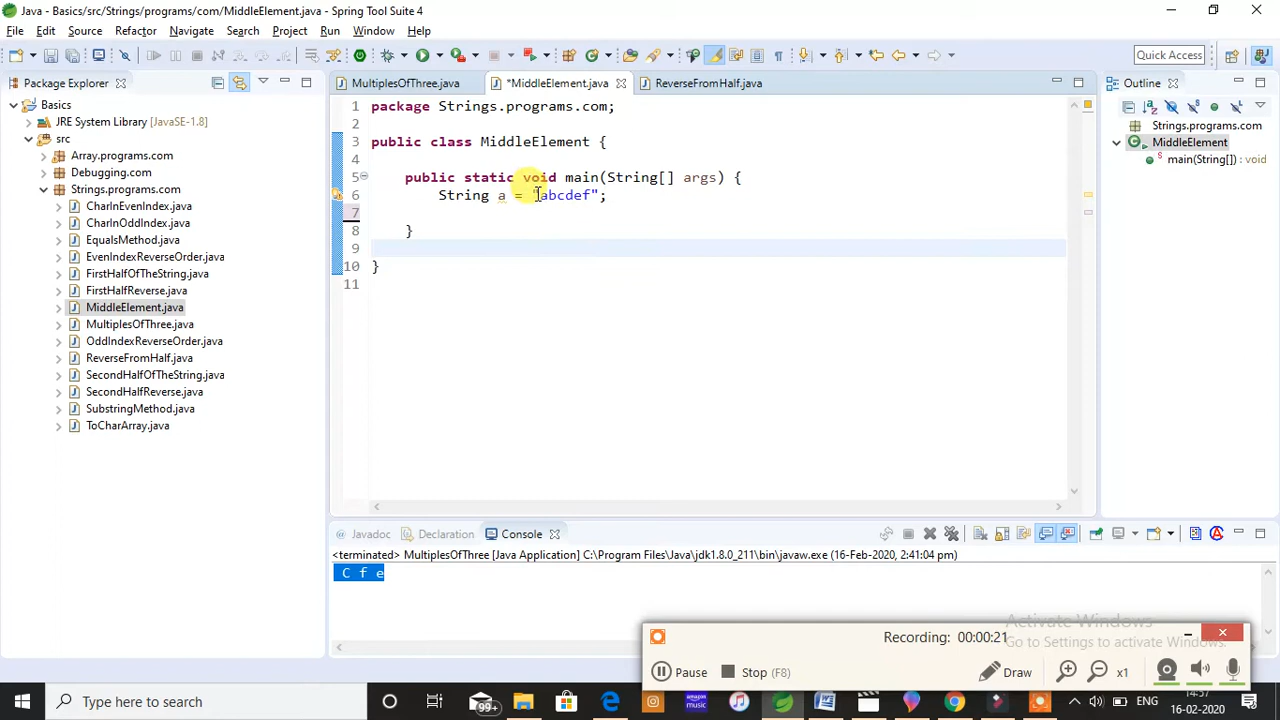 Java - Basics/src/Strings/programs/com/MiddleElement.java - Spring Tool Suite 4
File Edit Source Refactor Navigate Search Project Run Window Help
Quick Access
Package Explorer
MultiplesOfThree.java *MiddleElement.java ReverseFromHalf.java
Outline
Basics
JRE System Library [JavaSE-1.8]
src
Array.programs.com
Debugging.com
Strings.programs.com
CharInEvenIndex.java
CharInOddIndex.java
EqualsMethod.java
EvenIndexReverseOrder.java
FirstHalfOfTheString.java
FirstHalfReverse.java
MiddleElement.java
MultiplesOfThree.java
OddIndexReverseOrder.java
ReverseFromHalf.java
SecondHalfOfTheString.java
SecondHalfReverse.java
SubstringMethod.java
ToCharArray.java
1 package Strings.programs.com;
2
3 public class MiddleElement {
4
5 public static void main(String[] args) {
6 String a = "abcdef";
7
8 }
9
10 }
11
Strings.programs.com
MiddleElement
main(String[]) : void
Javadoc Declaration Console
<terminated> MultiplesOfThree [Java Application] C:\Program Files\Java\jdk1.8.0_211\bin\javaw.exe (16-Feb-2020, 2:41:04 pm)
C f e
Activate Windows
Go to Settings to activate Windows.
Recording: 00:00:21
Pause Stop (F8) Draw x1
Type here to search
99+
amazon music
ENG
14:57
16-02-2020